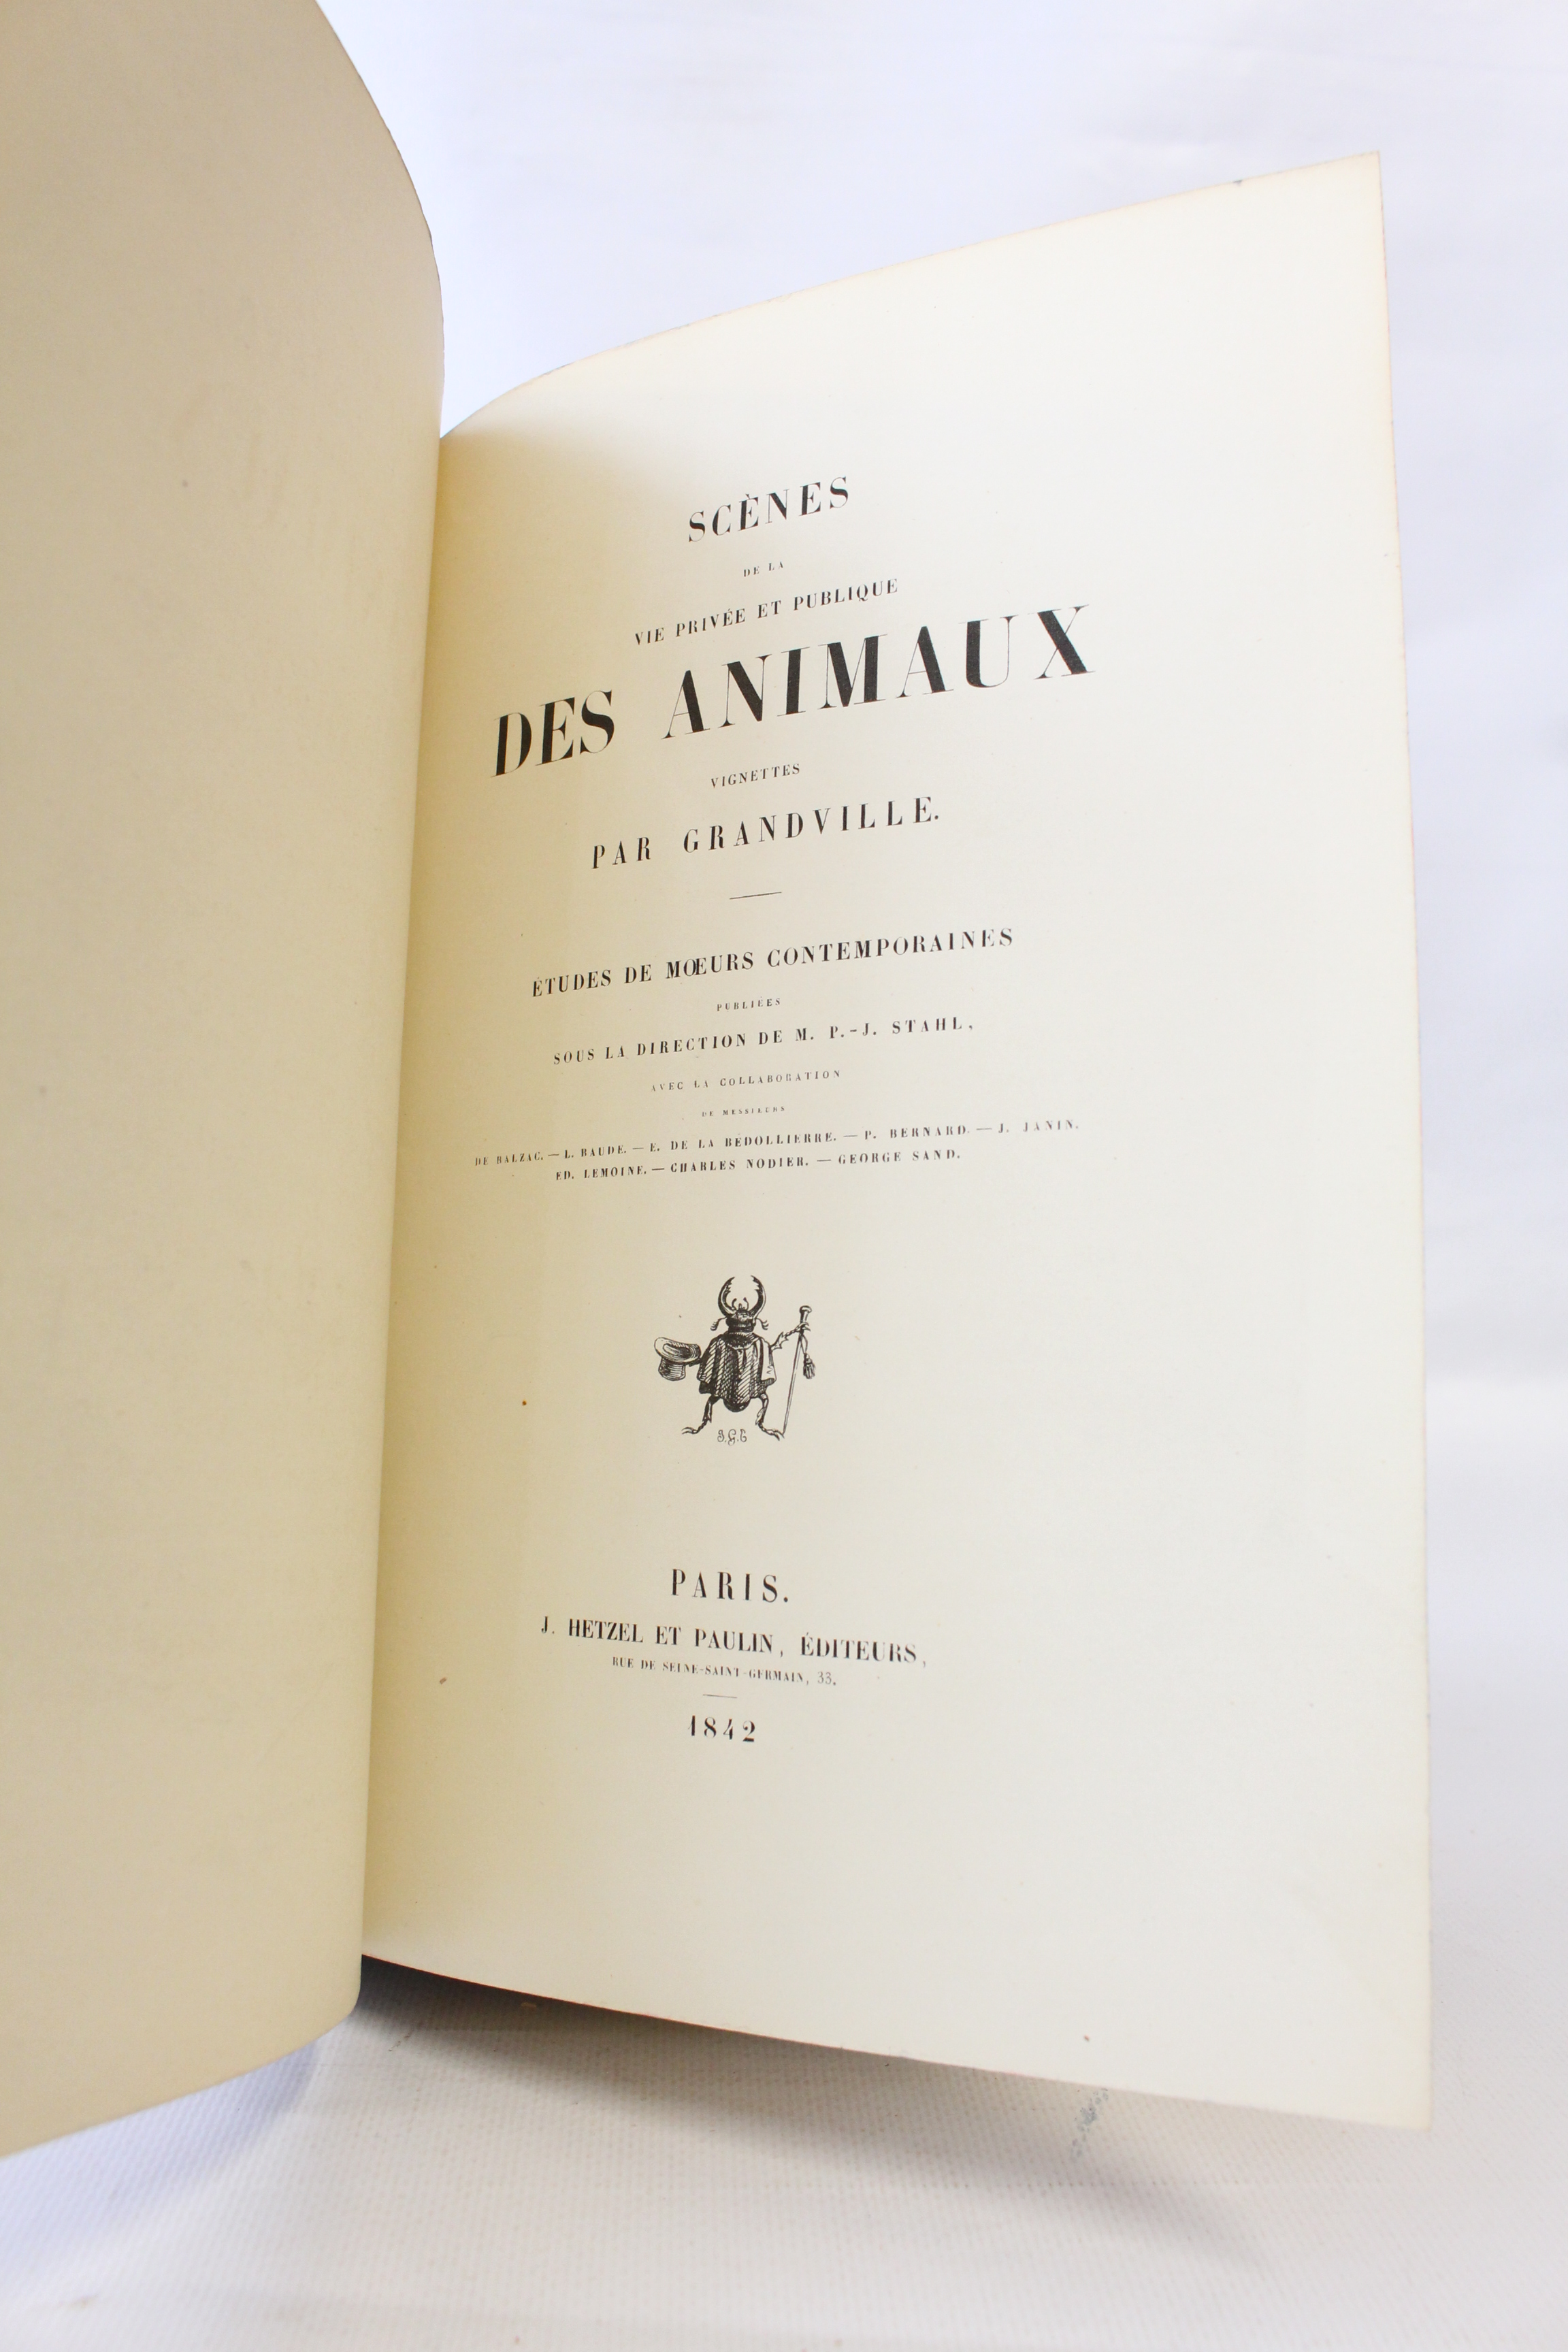 SCÈNES
DE LA
VIE PRIVÉE ET PUBLIQUE
DES ANIMAUX
VIGNETTES
PAR GRANDVILLE.
ÉTUDES DE MŒURS CONTEMPORAINES
PUBLIÉES
SOUS LA DIRECTION DE M. P.-J. STAHL,
AVEC LA COLLABORATION
DE MESSIEURS
DE BALZAC. — L. BAUDE. — E. DE LA BÉDOLLIERRE. — P. BERNARD. — J. JANIN.
ED. LEMOINE. — CHARLES NODIER. — GEORGE SAND.
PARIS.
J. HETZEL ET PAULIN, ÉDITEURS,
RUE DE SEINE-SAINT-GERMAIN, 33.
1842